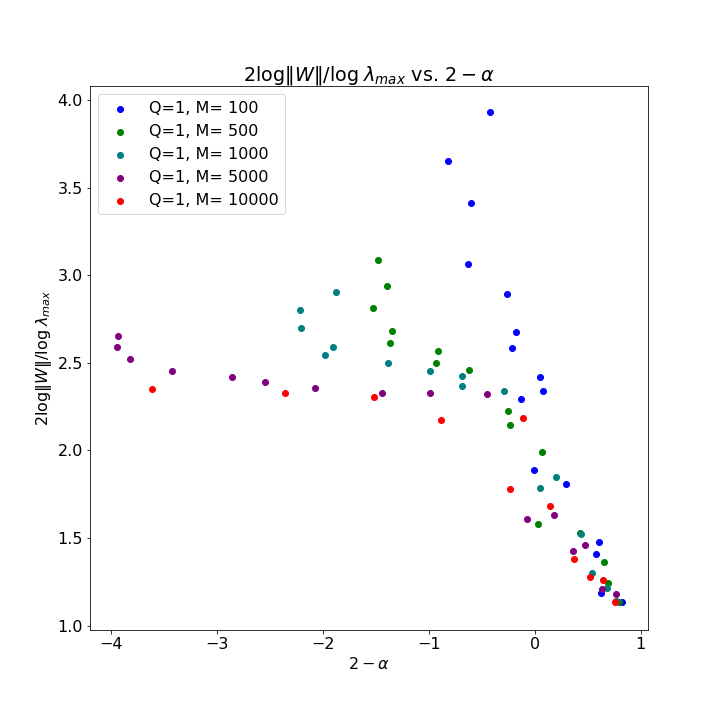 2log‖W‖/log λmax vs. 2 − α
Q=1, M= 100
Q=1, M= 500
Q=1, M= 1000
Q=1, M= 5000
Q=1, M= 10000
2log‖W‖/log λmax
4.0
3.5
3.0
2.5
2.0
1.5
1.0
−4 −3 −2 −1 0 1
2 − α